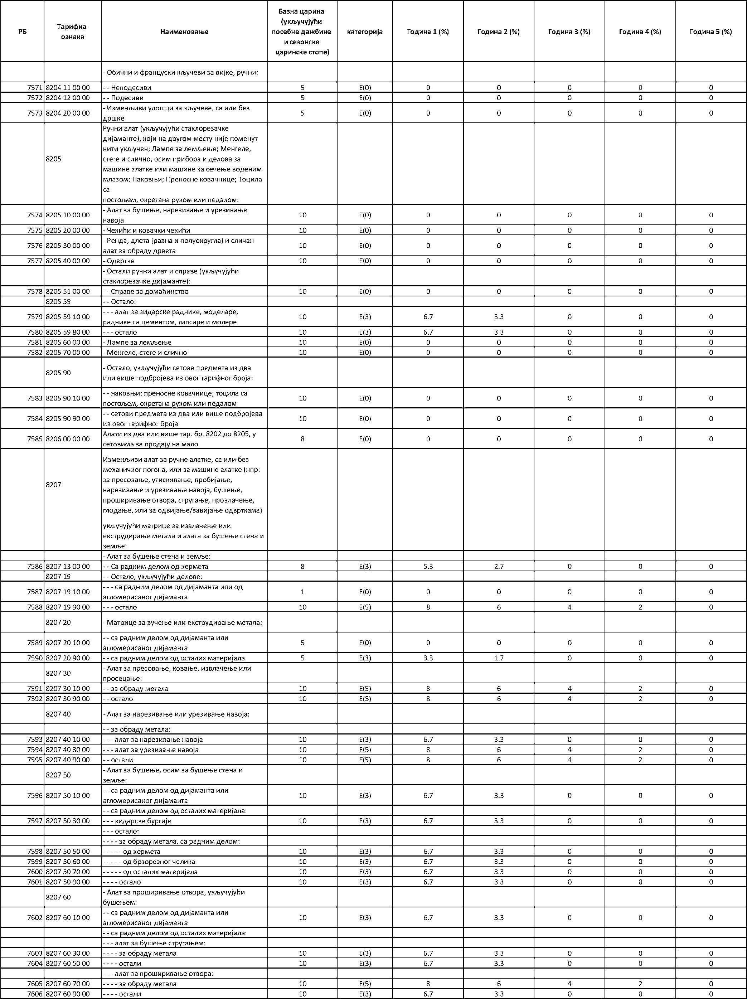 РБ Тарифна ознака Наименовање Базна царина (укључујући посебне дажбине и сезонске царинске стопе) категорија Година 1 (%) Година 2 (%) Година 3 (%) Година 4 (%) Година 5 (%)
- Обични и француски кључеви за вијке, ручни:
7571 8204 11 00 00 - - Неподесиви 5 E(0) 0 0 0 0 0
7572 8204 12 00 00 - - Подесиви 5 E(0) 0 0 0 0 0
7573 8204 20 00 00 - Изменљиви улошци за кључеве, са или без
дршке 5 E(0) 0 0 0 0 0
8205 Ручни алат (укључујући стаклорезачке
дијаманте), који на другом месту није поменут
нити укључен; Лампе за лемљење; Менгеле,
стеге и слично, осим прибора и делова за
машине алатке или машине за сечење воденим
млазом; Наковњи; Преносне ковачнице; Тоцила
са
постољем, окретана руком или педалом:
7574 8205 10 00 00 - Алат за бушење, нарезивање и урезивање
навоја 10 E(0) 0 0 0 0 0
7575 8205 20 00 00 - Чекићи и ковачки чекићи 10 E(0) 0 0 0 0 0
7576 8205 30 00 00 - Ренда, длета (равна и полуокругла) и сличан
алат за обраду дрвета 10 E(0) 0 0 0 0 0
7577 8205 40 00 00 - Одвртке 10 E(0) 0 0 0 0 0
- Остали ручни алат и справе (укључујући
стаклорезачке дијаманте):
7578 8205 51 00 00 - - Справе за домаћинство 10 E(0) 0 0 0 0 0
8205 59 - - Остало:
7579 8205 59 10 00 - - - алат за зидарске раднике, моделаре,
раднике са цементом, гипсаре и молере 10 E(3) 6.7 3.3 0 0 0
7580 8205 59 80 00 - - - остало 10 E(3) 6.7 3.3 0 0 0
7581 8205 60 00 00 - Лампе за лемљење 10 E(0) 0 0 0 0 0
7582 8205 70 00 00 - Менгеле, стеге и слично 10 E(0) 0 0 0 0 0
8205 90 - Остало, укључујући сетове предмета из два
или више подбројева из овог тарифног броја:
7583 8205 90 10 00 - - наковњи; преносне ковачнице; тоцила са
постољем, окретана руком или педалом 10 E(0) 0 0 0 0 0
7584 8205 90 90 00 - - сетови предмета из два или више подбројева
из овог тарифног броја 10 E(0) 0 0 0 0 0
7585 8206 00 00 00 Алати из два или више тар. бр. 8202 до 8205, у
сетовима за продају на мало 8 E(0) 0 0 0 0 0
8207 Изменљиви алат за ручне алатке, са или без
механичког погона, или за машине алатке (нпр:
за пресовање, утискивање, пробијање,
нарезивање и урезивање навоја, бушење,
проширивање отвора, стругање, провлачење,
глодање, или за одвијање/завијање одврткама)
укључујући матрице за извлачење или
екструдирање метала и алата за бушење стена и
земље:
- Алат за бушење стена и земље:
7586 8207 13 00 00 - - Са радним делом од кермета 8 E(3) 5.3 2.7 0 0 0
8207 19 - - Остало, укључујући делове:
7587 8207 19 10 00 - - - са радним делом од дијаманта или од
агломерисаног дијаманта 1 E(0) 0 0 0 0 0
7588 8207 19 90 00 - - - остало 10 E(5) 8 6 4 2 0
8207 20 - Матрице за вучење или екструдирање метала:
7589 8207 20 10 00 - - са радним делом од дијаманта или
агломерисаног дијаманта 5 E(0) 0 0 0 0 0
7590 8207 20 90 00 - - са радним делом од осталих материјала 5 E(3) 3.3 1.7 0 0 0
8207 30 - Алат за пресовање, ковање, извлачење или
просецање:
7591 8207 30 10 00 - - за обраду метала 10 E(5) 8 6 4 2 0
7592 8207 30 90 00 - - остало 10 E(5) 8 6 4 2 0
8207 40 - Алат за нарезивање или урезивање навоја:
- - за обраду метала:
7593 8207 40 10 00 - - - алат за нарезивање навоја 10 E(3) 6.7 3.3 0 0 0
7594 8207 40 30 00 - - - алат за урезивање навоја 10 E(5) 8 6 4 2 0
7595 8207 40 90 00 - - остали 10 E(5) 8 6 4 2 0
8207 50 - Алат за бушење, осим за бушење стена и
земље:
7596 8207 50 10 00 - - са радним делом од дијаманта или
агломерисаног дијаманта 10 E(3) 6.7 3.3 0 0 0
- - са радним делом од осталих материјала:
7597 8207 50 30 00 - - - зидарске бургије 10 E(3) 6.7 3.3 0 0 0
- - - остало:
- - - - за обраду метала, са радним делом:
7598 8207 50 50 00 - - - - - од кермета 10 E(3) 6.7 3.3 0 0 0
7599 8207 50 60 00 - - - - - од брзорезног челика 10 E(3) 6.7 3.3 0 0 0
7600 8207 50 70 00 - - - - - од осталих материјала 10 E(3) 6.7 3.3 0 0 0
7601 8207 50 90 00 - - - - остало 10 E(3) 6.7 3.3 0 0 0
8207 60 - Алат за проширивање отвора, укључујући
бушењем:
7602 8207 60 10 00 - - са радним делом од дијаманта или
агломерисаног дијаманта 10 E(3) 6.7 3.3 0 0 0
- - са радним делом од осталих материјала:
- - - алат за бушење стругањем:
7603 8207 60 30 00 - - - - за обраду метала 10 E(3) 6.7 3.3 0 0 0
7604 8207 60 50 00 - - - - остали 10 E(3) 6.7 3.3 0 0 0
- - - алат за проширивање отвора:
7605 8207 60 70 00 - - - - за обраду метала 10 E(5) 8 6 4 2 0
7606 8207 60 90 00 - - - - остали 10 E(3) 6.7 3.3 0 0 0